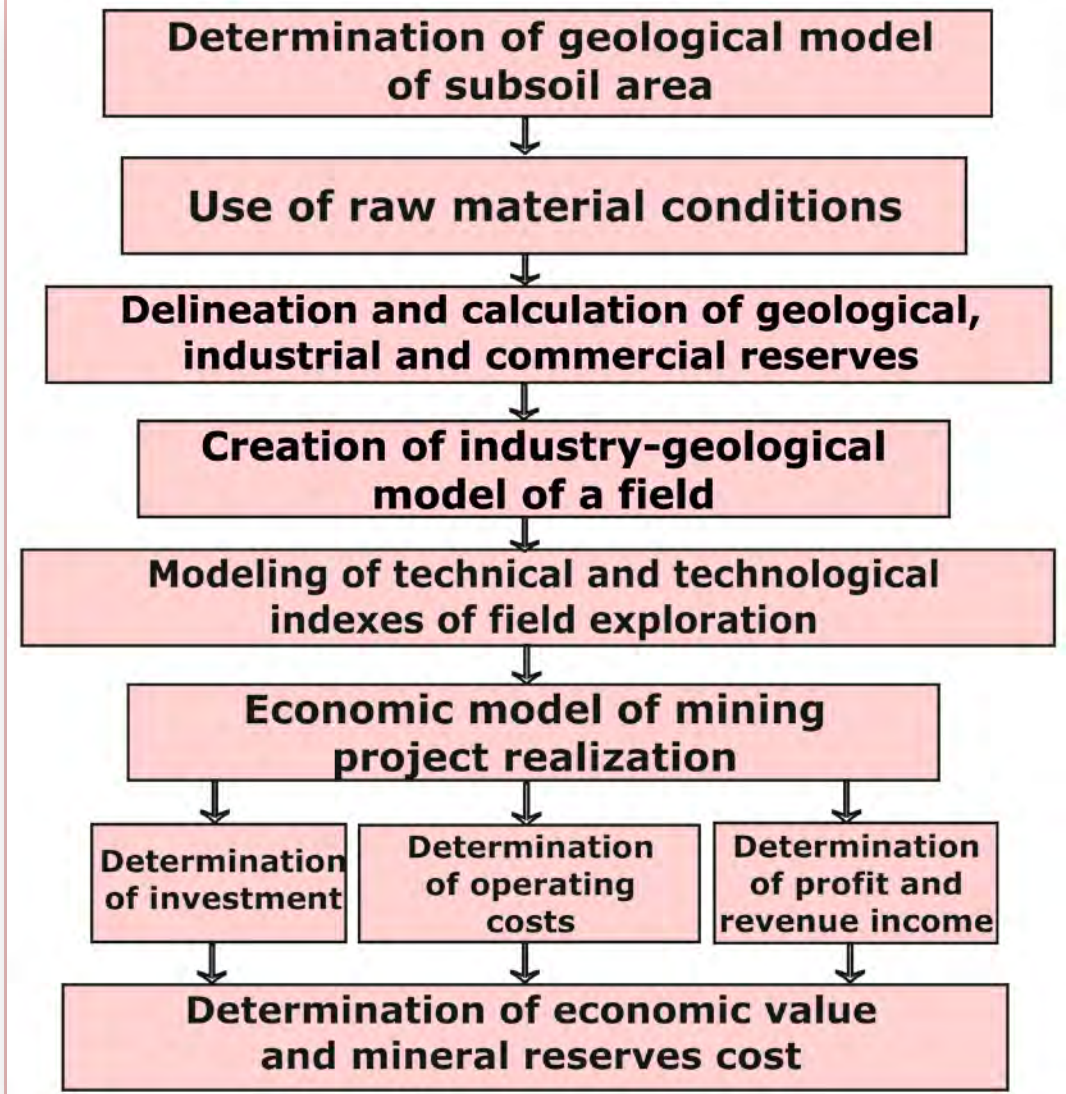 Determination of geological model
of subsoil area
Use of raw material conditions
Delineation and calculation of geological,
industrial and commercial reserves
Creation of industry-geological
model of a field
Modeling of technical and technological
indexes of field exploration
Economic model of mining
project realization
Determination
of investment
Determination
of operating
costs
Determination
of profit and
revenue income
Determination of economic value
and mineral reserves cost